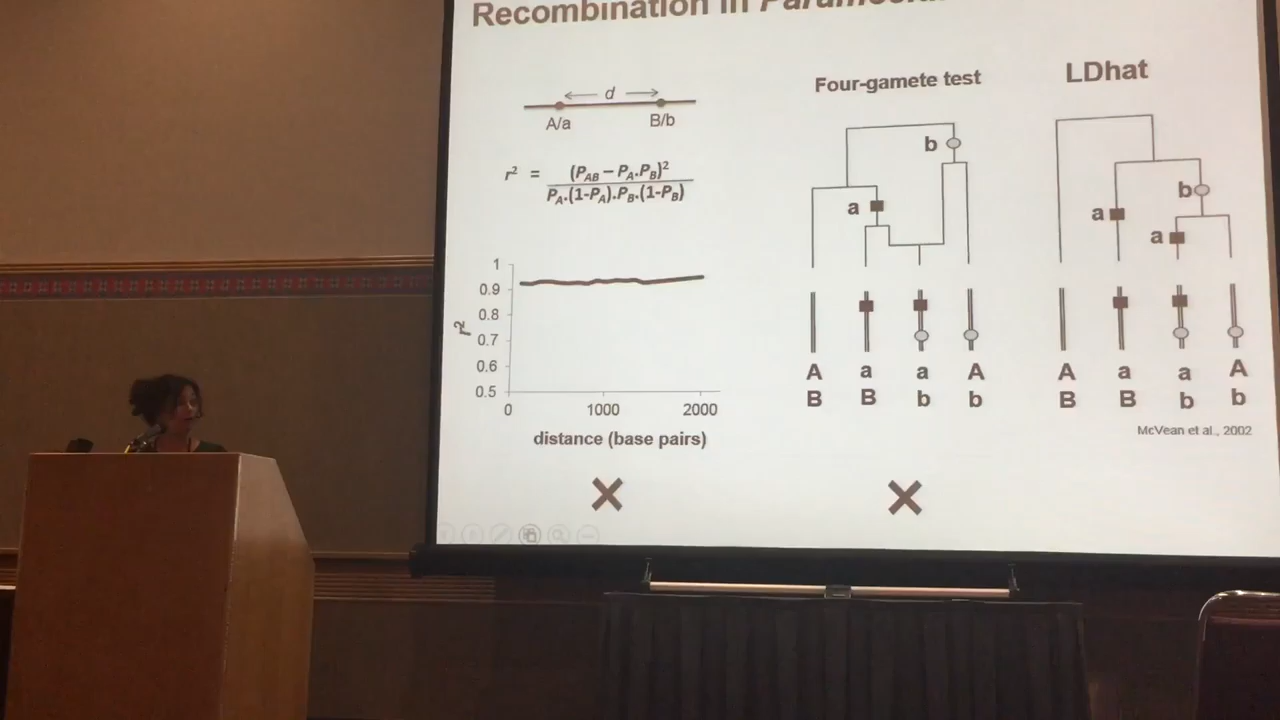 Recombination in
d
A/a B/b
r² = (P_AB – P_A.P_B)²
P_A.(1-P_A).P_B.(1-P_B)
1
0.9
0.8
0.7
0.6
0.5
r²
0 1000 2000
distance (base pairs)
Four-gamete test
b
a
A a a A
B B b b
LDhat
b
a
a
A a a A
B B b b
McVean et al., 2002